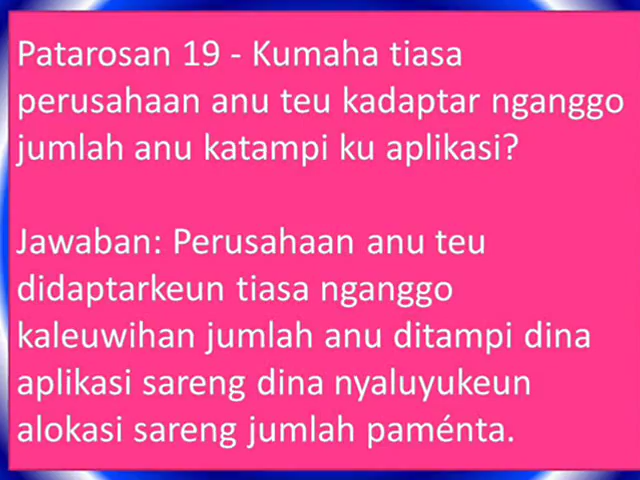 Patarosan 19 - Kumaha tiasa
perusahaan anu teu kadaptar nganggo
jumlah anu katampi ku aplikasi?
Jawaban: Perusahaan anu teu
didaptarkeun tiasa nganggo
kaleuwihan jumlah anu ditampi dina
aplikasi sareng dina nyaluyukeun
alokasi sareng jumlah paménta.